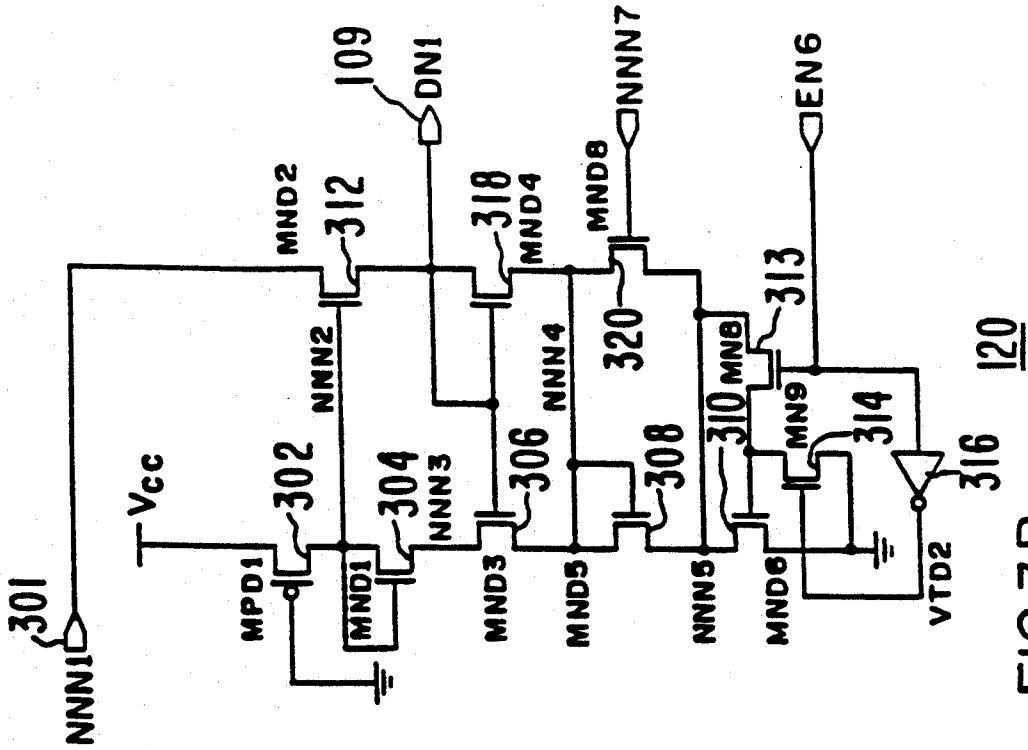 301
NNN1
Vcc
MPD1
302
MND1
304
NNN3
NNN2
MND2
312
109
DN1
318
MND4
MND3
306
NNN4
MND5
308
MND8
320
NNN7
NNN5
MND6
310
MN8
313
MN9
314
EN6
VTD2
316
120